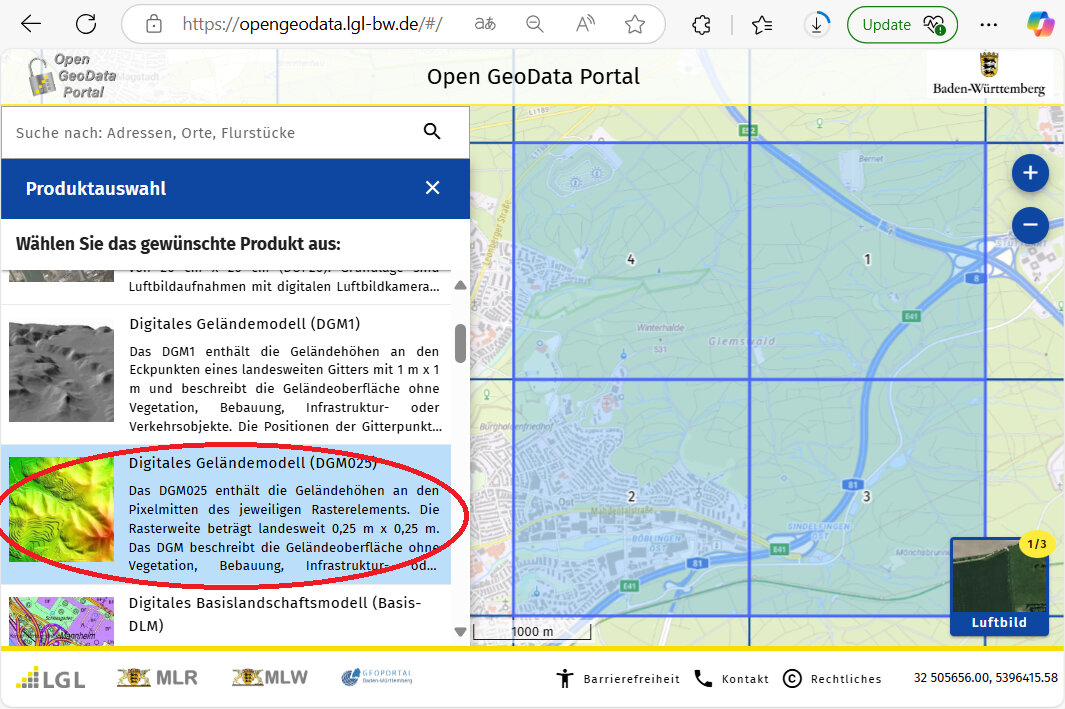 https://opengeodata.lgl-bw.de/#/
Update
Open
GeoData
Portal
Open GeoData Portal
Baden-Württemberg
Suche nach: Adressen, Orte, Flurstücke
Produktauswahl
Wählen Sie das gewünschte Produkt aus:
Luftbildaufnahmen mit digitalen Luftbildkamera...
Digitales Geländemodell (DGM1)
Das DGM1 enthält die Geländehöhen an den
Eckpunkten eines landesweiten Gitters mit 1 m x 1
m und beschreibt die Geländeoberfläche ohne
Vegetation, Bebauung, Infrastruktur- oder
Verkehrsobjekte. Die Positionen der Gitterpunkt...
Digitales Geländemodell (DGM025)
Das DGM025 enthält die Geländehöhen an den
Pixelmitten des jeweiligen Rasterelements. Die
Rasterweite beträgt landesweit 0,25 m x 0,25 m.
Das DGM beschreibt die Geländeoberfläche ohne
Vegetation, Bebauung, Infrastruktur- od...
Digitales Basislandschaftsmodell (Basis-
DLM)
Mannheim
L1189
Leonberger Straße
Bernet
4
1
8
E41
Winterhalde
531
Giemswald
Burghaldenfriedhof
2
81
3
Ost
Mahdentalstraße
SINDELFINGEN
OST
BÖBLINGEN
OST
E41
81
E41
Mönchsbrunnen
1/3
Luftbild
1000 m
LGL
MLR
MLW
GEOPORTAL
Baden-Württemberg
Barrierefreiheit
Kontakt
Rechtliches
32 505656.00, 5396415.58